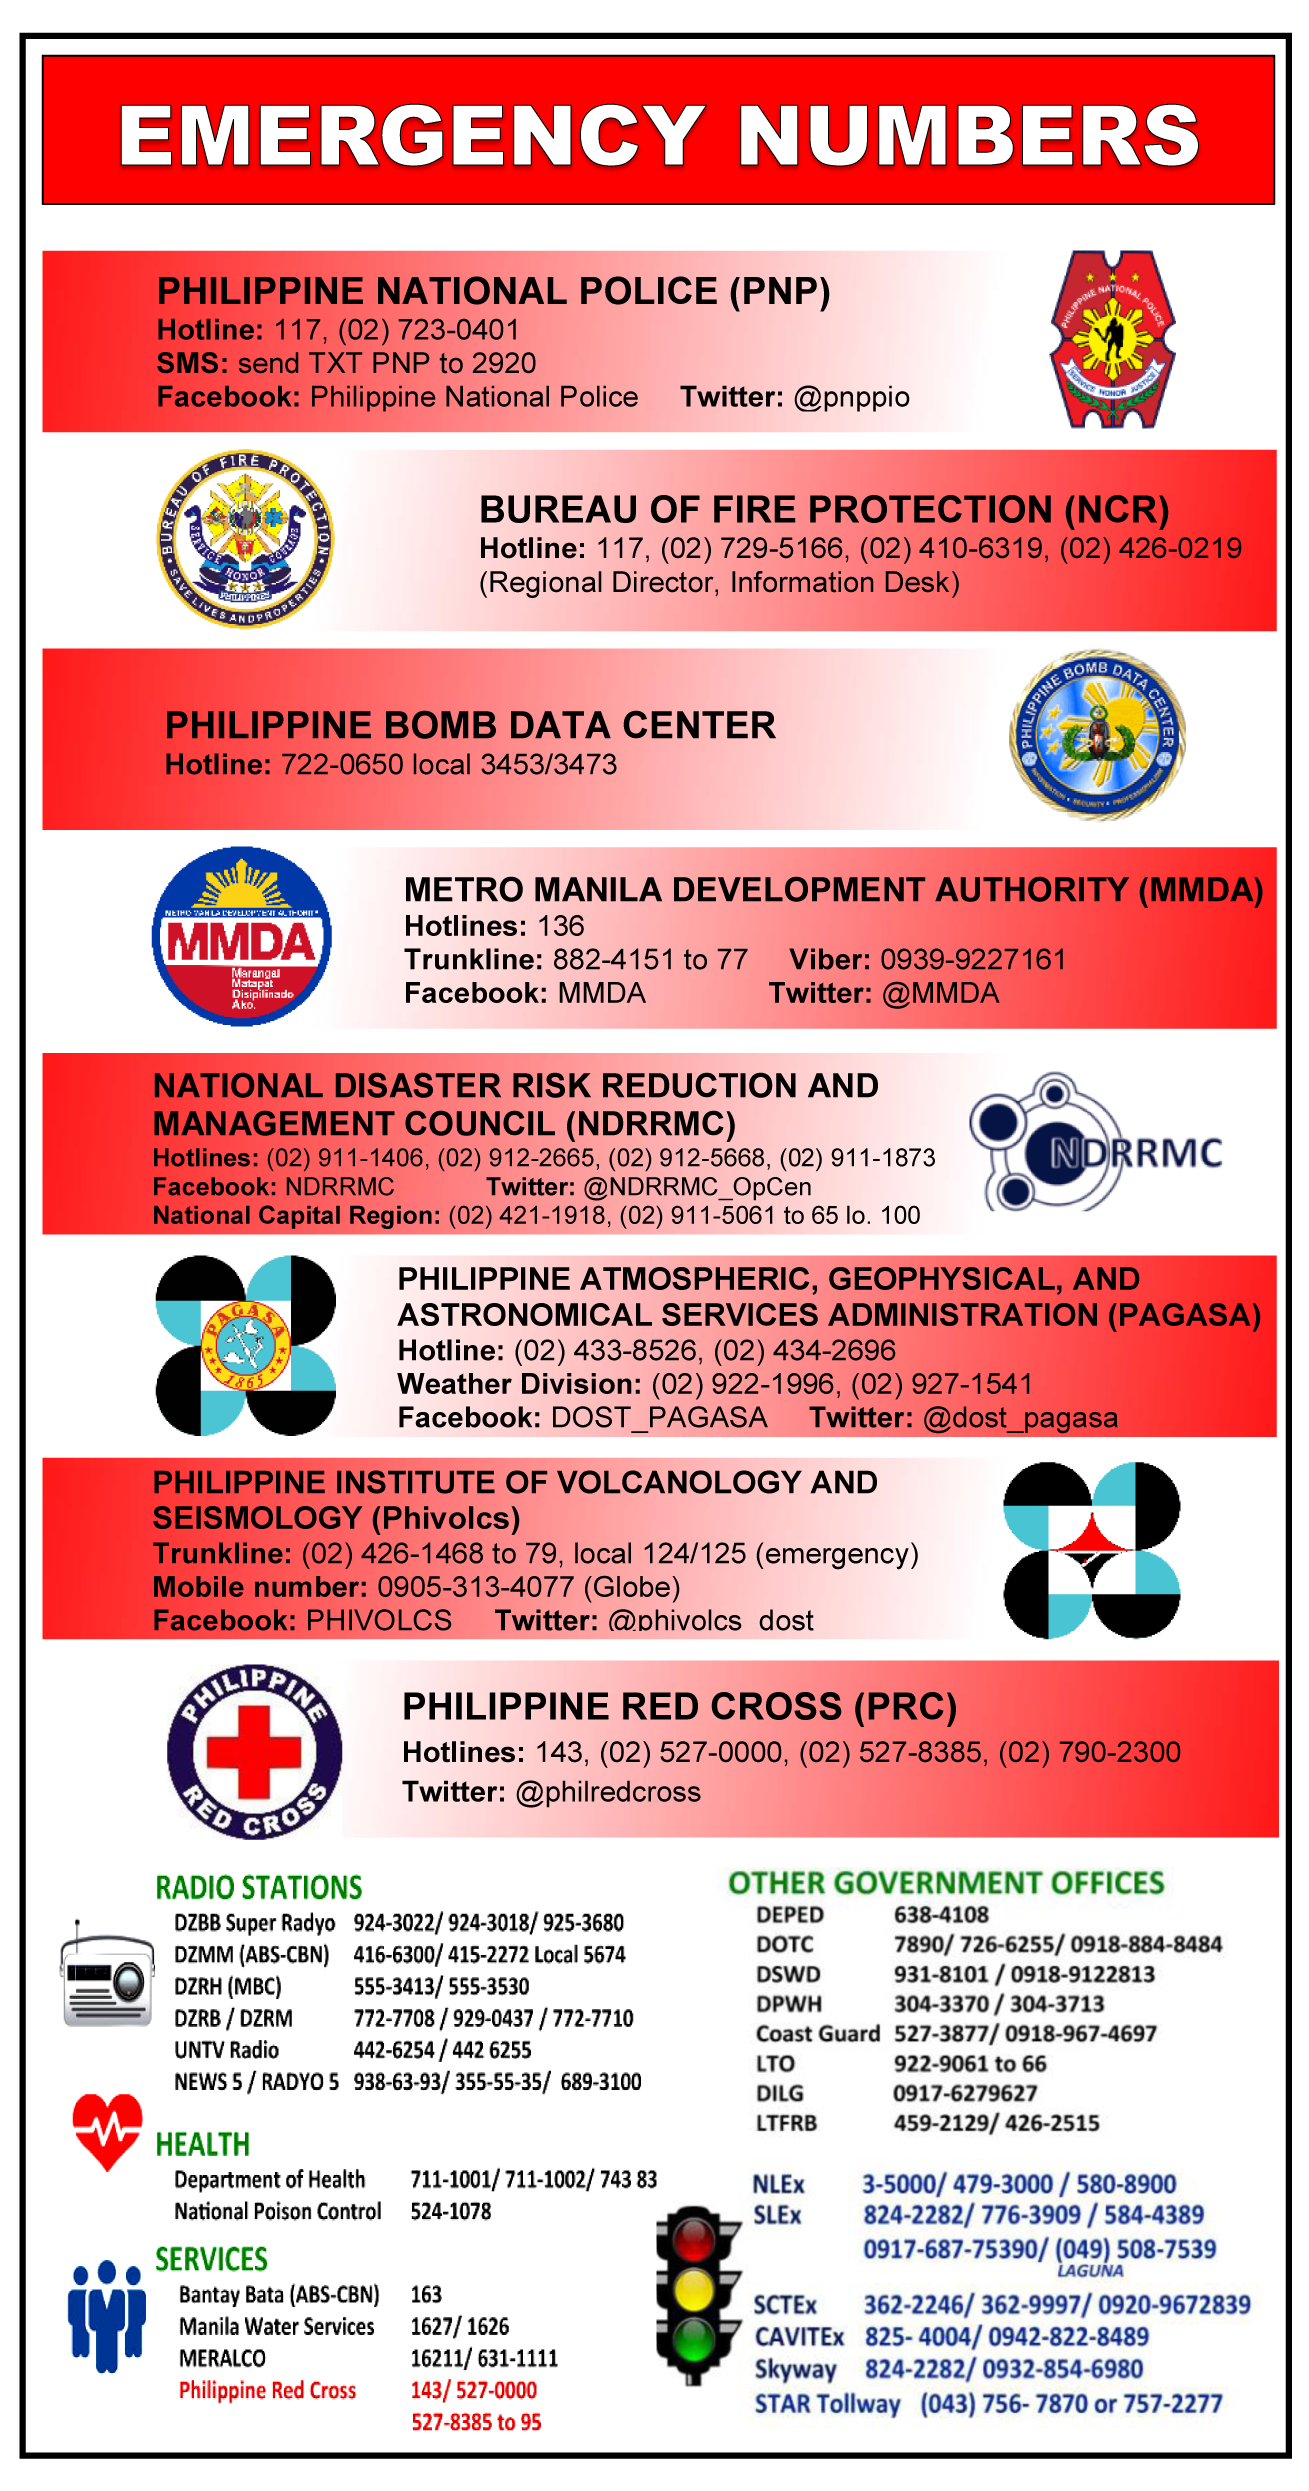 EMERGENCY NUMBERS
PHILIPPINE NATIONAL POLICE (PNP)
Hotline: 117, (02) 723-0401
SMS: send TXT PNP to 2920
Facebook: Philippine National Police Twitter: @pnppio
PHILIPPINE NATIONAL POLICE
SERVICE HONOR JUSTICE
BUREAU OF FIRE PROTECTION
SERVICE HONOR COURAGE
PHILIPPINES
SAVE LIVES AND PROPERTIES
BUREAU OF FIRE PROTECTION (NCR)
Hotline: 117, (02) 729-5166, (02) 410-6319, (02) 426-0219
(Regional Director, Information Desk)
PHILIPPINE BOMB DATA CENTER
Hotline: 722-0650 local 3453/3473
PHILIPPINE BOMB DATA CENTER
INFORMATION • SECURITY • PROFESSIONALISM
METRO MANILA DEVELOPMENT AUTHORITY
MMDA
Marangal
Matapat
Disiplinado
Ako.
METRO MANILA DEVELOPMENT AUTHORITY (MMDA)
Hotlines: 136
Trunkline: 882-4151 to 77 Viber: 0939-9227161
Facebook: MMDA Twitter: @MMDA
NATIONAL DISASTER RISK REDUCTION AND
MANAGEMENT COUNCIL (NDRRMC)
Hotlines: (02) 911-1406, (02) 912-2665, (02) 912-5668, (02) 911-1873
Facebook: NDRRMC Twitter: @NDRRMC_OpCen
National Capital Region: (02) 421-1918, (02) 911-5061 to 65 lo. 100
NDRRMC
PAGASA
1865
PHILIPPINE ATMOSPHERIC, GEOPHYSICAL, AND
ASTRONOMICAL SERVICES ADMINISTRATION (PAGASA)
Hotline: (02) 433-8526, (02) 434-2696
Weather Division: (02) 922-1996, (02) 927-1541
Facebook: DOST_PAGASA Twitter: @dost_pagasa
PHILIPPINE INSTITUTE OF VOLCANOLOGY AND
SEISMOLOGY (Phivolcs)
Trunkline: (02) 426-1468 to 79, local 124/125 (emergency)
Mobile number: 0905-313-4077 (Globe)
Facebook: PHIVOLCS Twitter: @phivolcs_dost
PHILIPPINE RED CROSS
PHILIPPINE RED CROSS (PRC)
Hotlines: 143, (02) 527-0000, (02) 527-8385, (02) 790-2300
Twitter: @philredcross
RADIO STATIONS
DZBB Super Radyo 924-3022/ 924-3018/ 925-3680
DZMM (ABS-CBN) 416-6300/ 415-2272 Local 5674
DZRH (MBC) 555-3413/ 555-3530
DZRB / DZRM 772-7708 / 929-0437 / 772-7710
UNTV Radio 442-6254 / 442 6255
NEWS 5 / RADYO 5 938-63-93/ 355-55-35/ 689-3100
HEALTH
Department of Health 711-1001/ 711-1002/ 743 83
National Poison Control 524-1078
SERVICES
Bantay Bata (ABS-CBN) 163
Manila Water Services 1627/ 1626
MERALCO 16211/ 631-1111
Philippine Red Cross 143/ 527-0000
527-8385 to 95
OTHER GOVERNMENT OFFICES
DEPED 638-4108
DOTC 7890/ 726-6255/ 0918-884-8484
DSWD 931-8101 / 0918-9122813
DPWH 304-3370 / 304-3713
Coast Guard 527-3877/ 0918-967-4697
LTO 922-9061 to 66
DILG 0917-6279627
LTFRB 459-2129/ 426-2515
NLEx 3-5000/ 479-3000 / 580-8900
SLEx 824-2282/ 776-3909 / 584-4389
0917-687-75390/ (049) 508-7539
LAGUNA
SCTEx 362-2246/ 362-9997/ 0920-9672839
CAVITEx 825- 4004/ 0942-822-8489
Skyway 824-2282/ 0932-854-6980
STAR Tollway (043) 756- 7870 or 757-2277